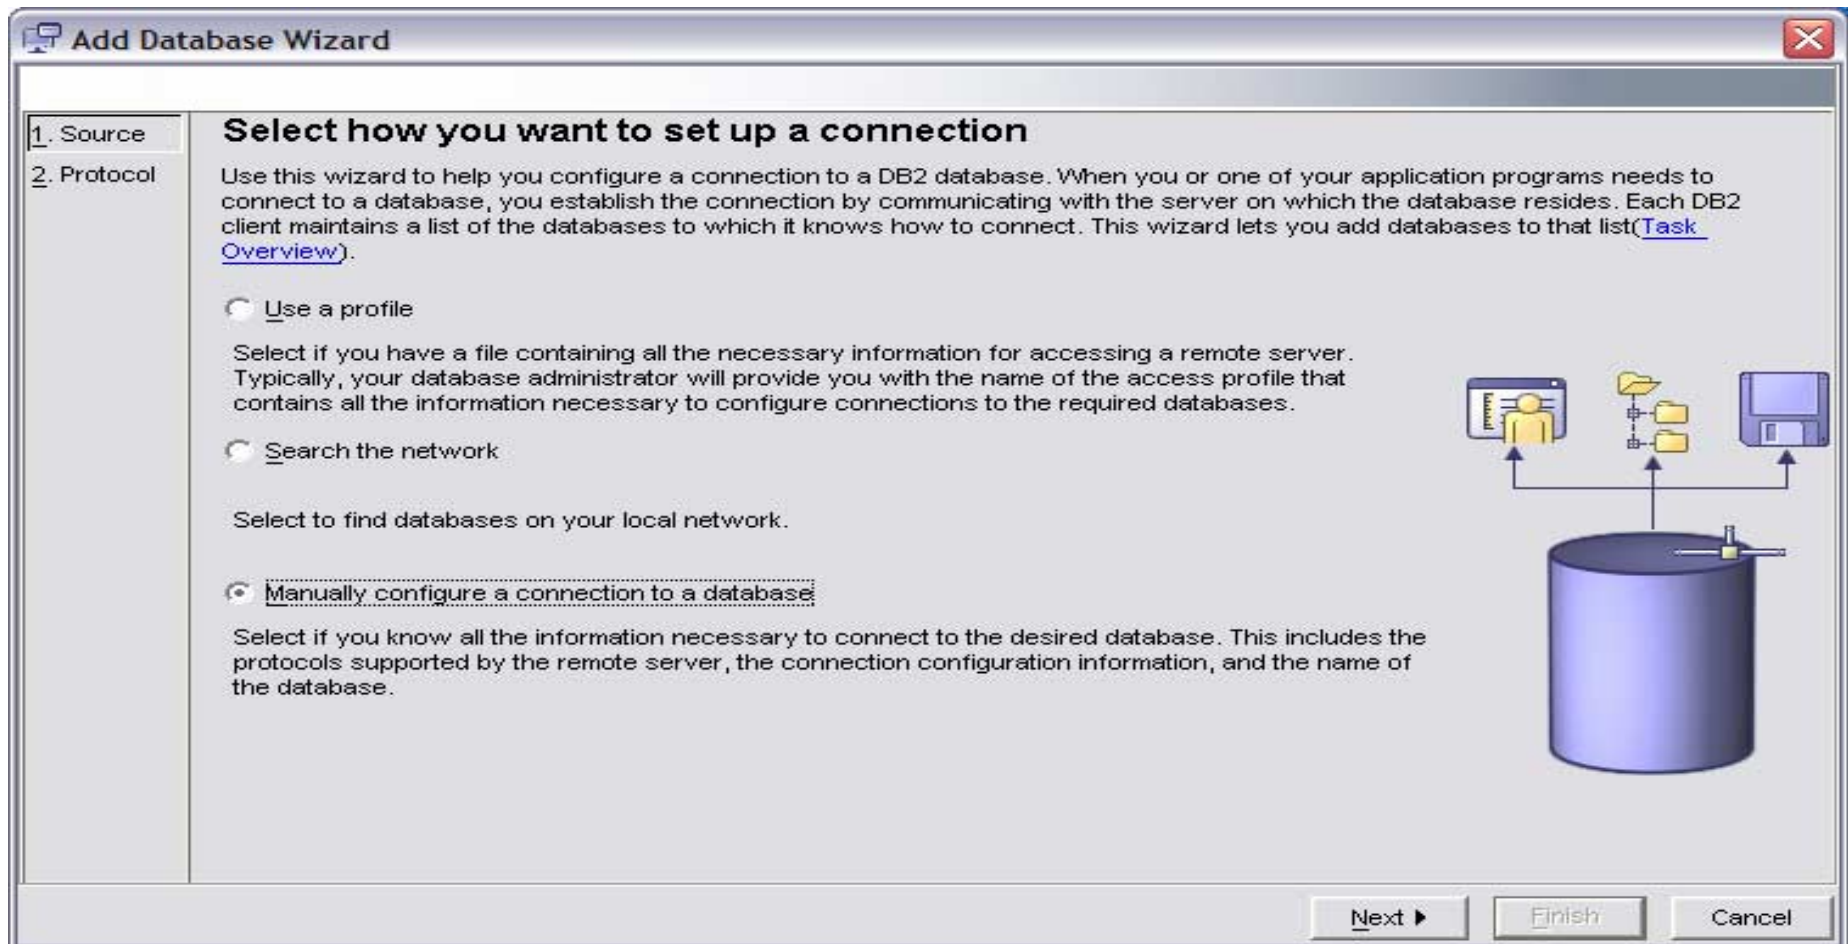 Add Database Wizard
1. Source
2. Protocol
Select how you want to set up a connection
Use this wizard to help you configure a connection to a DB2 database. When you or one of your application programs needs to
connect to a database, you establish the connection by communicating with the server on which the database resides. Each DB2
client maintains a list of the databases to which it knows how to connect. This wizard lets you add databases to that list(Task
Overview).
Use a profile
Select if you have a file containing all the necessary information for accessing a remote server.
Typically, your database administrator will provide you with the name of the access profile that
contains all the information necessary to configure connections to the required databases.
Search the network
Select to find databases on your local network.
Manually configure a connection to a database
Select if you know all the information necessary to connect to the desired database. This includes the
protocols supported by the remote server, the connection configuration information, and the name of
the database.
Next
Finish
Cancel